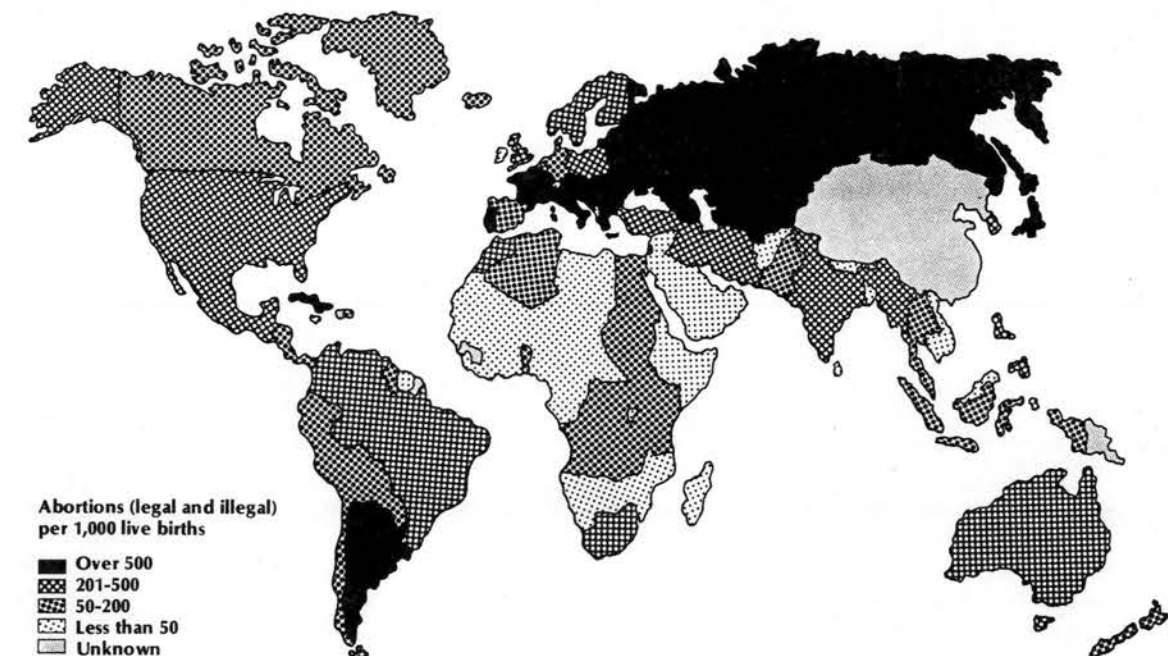 Abortions (legal and illegal)
per 1,000 live births
Over 500
201-500
50-200
Less than 50
Unknown